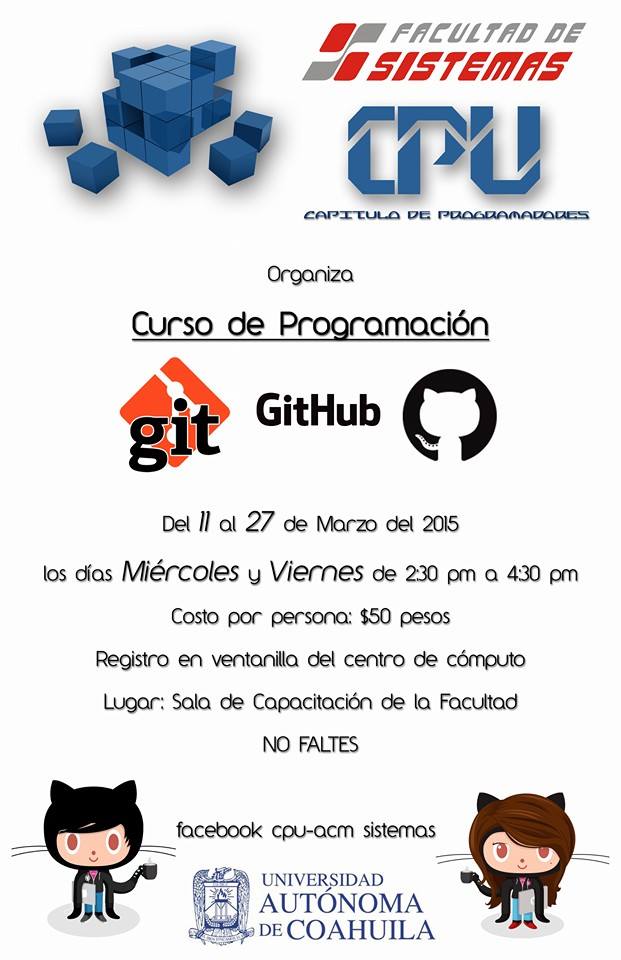 FACULTAD DE
SISTEMAS
CPU
CAPITULO DE PROGRAMADORES
Organiza
Curso de Programación
git
GitHub
Del 11 al 27 de Marzo del 2015
los días Miércoles y Viernes de 2:30 pm a 4:30 pm
Costo por persona: $50 pesos
Registro en ventanilla del centro de cómputo
Lugar: Sala de Capacitación de la Facultad
NO FALTES
facebook cpu-acm sistemas
UNIVERSIDAD
AUTÓNOMA
DE COAHUILA